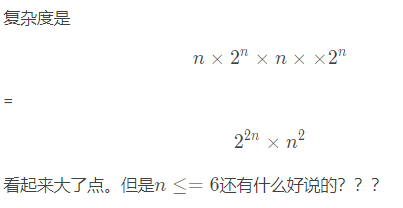 复杂度是
n × 2^n × n × ×2^n
=
2^{2n} × n^2
看起来大了点。但是n <= 6还有什么好说的？？？